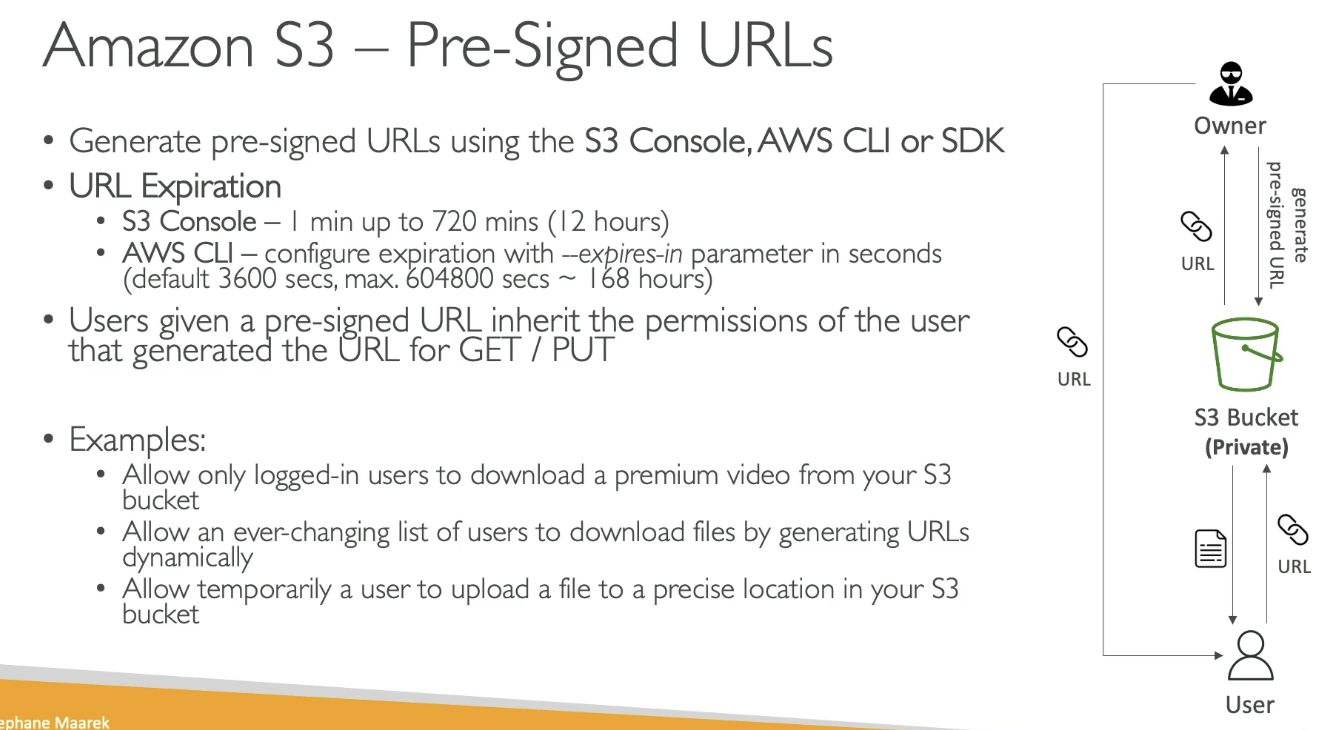 Amazon S3 – Pre-Signed URLs
• Generate pre-signed URLs using the S3 Console, AWS CLI or SDK
• URL Expiration
• S3 Console – 1 min up to 720 mins (12 hours)
• AWS CLI – configure expiration with --expires-in parameter in seconds
(default 3600 secs, max. 604800 secs ~ 168 hours)
• Users given a pre-signed URL inherit the permissions of the user
that generated the URL for GET / PUT
• Examples:
• Allow only logged-in users to download a premium video from your S3
bucket
• Allow an ever-changing list of users to download files by generating URLs
dynamically
• Allow temporarily a user to upload a file to a precise location in your S3
bucket
Owner
generate
pre-signed URL
URL
URL
S3 Bucket
(Private)
URL
User
ephane Maarek